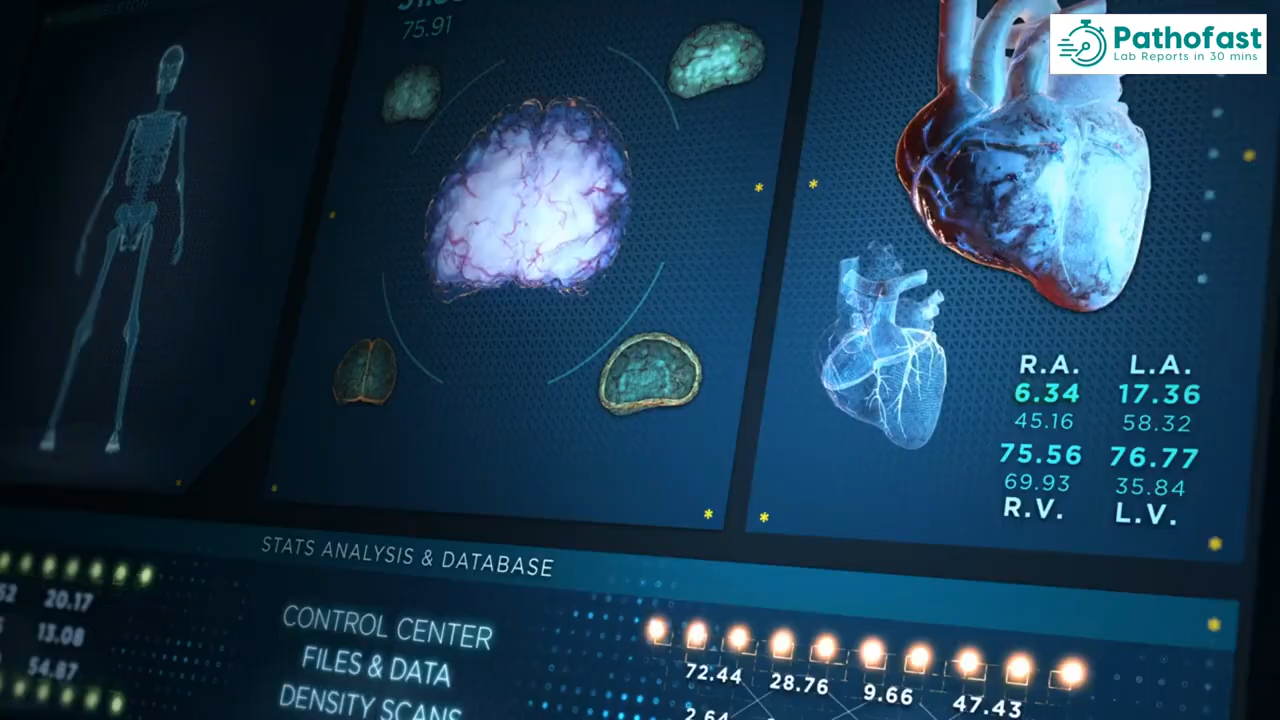 75.91
Pathofast
Lab Reports in 30 mins
R.A. L.A.
6.34 17.36
45.16 58.32
75.56 76.77
69.93 35.84
R.V. L.V.
STATS ANALYSIS & DATABASE
20.17
13.08
54.87
CONTROL CENTER
FILES & DATA
DENSITY SCANS
72.44 28.76 9.66 47.43
2.64